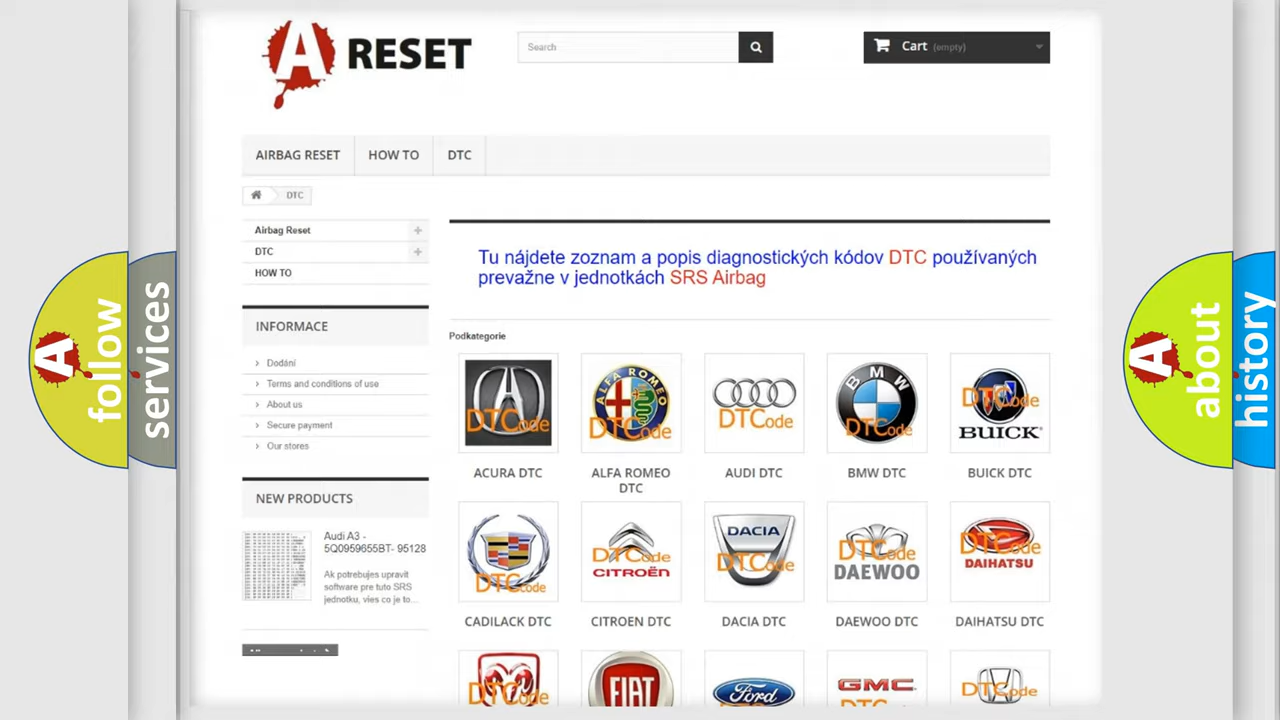 A RESET
Search
Cart (empty)
AIRBAG RESET
HOW TO
DTC
DTC
Airbag Reset
DTC
HOW TO
INFORMACE
Dodání
Terms and conditions of use
About us
Secure payment
Our stores
NEW PRODUCTS
Audi A3 -
5Q0959655BT- 95128
Ak potrebujes upravit
software pre tuto SRS
jednotku, vies co je to...
Tu nájdete zoznam a popis diagnostických kódov DTC používaných
prevažne v jednotkách SRS Airbag
Podkategorie
DTCode
ALFA ROMEO
DTCode
DTCode
BMW
DTCode
DTCode
BUICK
ACURA DTC
ALFA ROMEO
DTC
AUDI DTC
BMW DTC
BUICK DTC
DTCode
DTCode
CITROËN
DACIA
DTCode
DTCode
DAEWOO
DTCode
DAIHATSU
CADILACK DTC
CITROEN DTC
DACIA DTC
DAEWOO DTC
DAIHATSU DTC
DTCode
FIAT
Ford
GMC
DTCode
A follow
services
A about
history